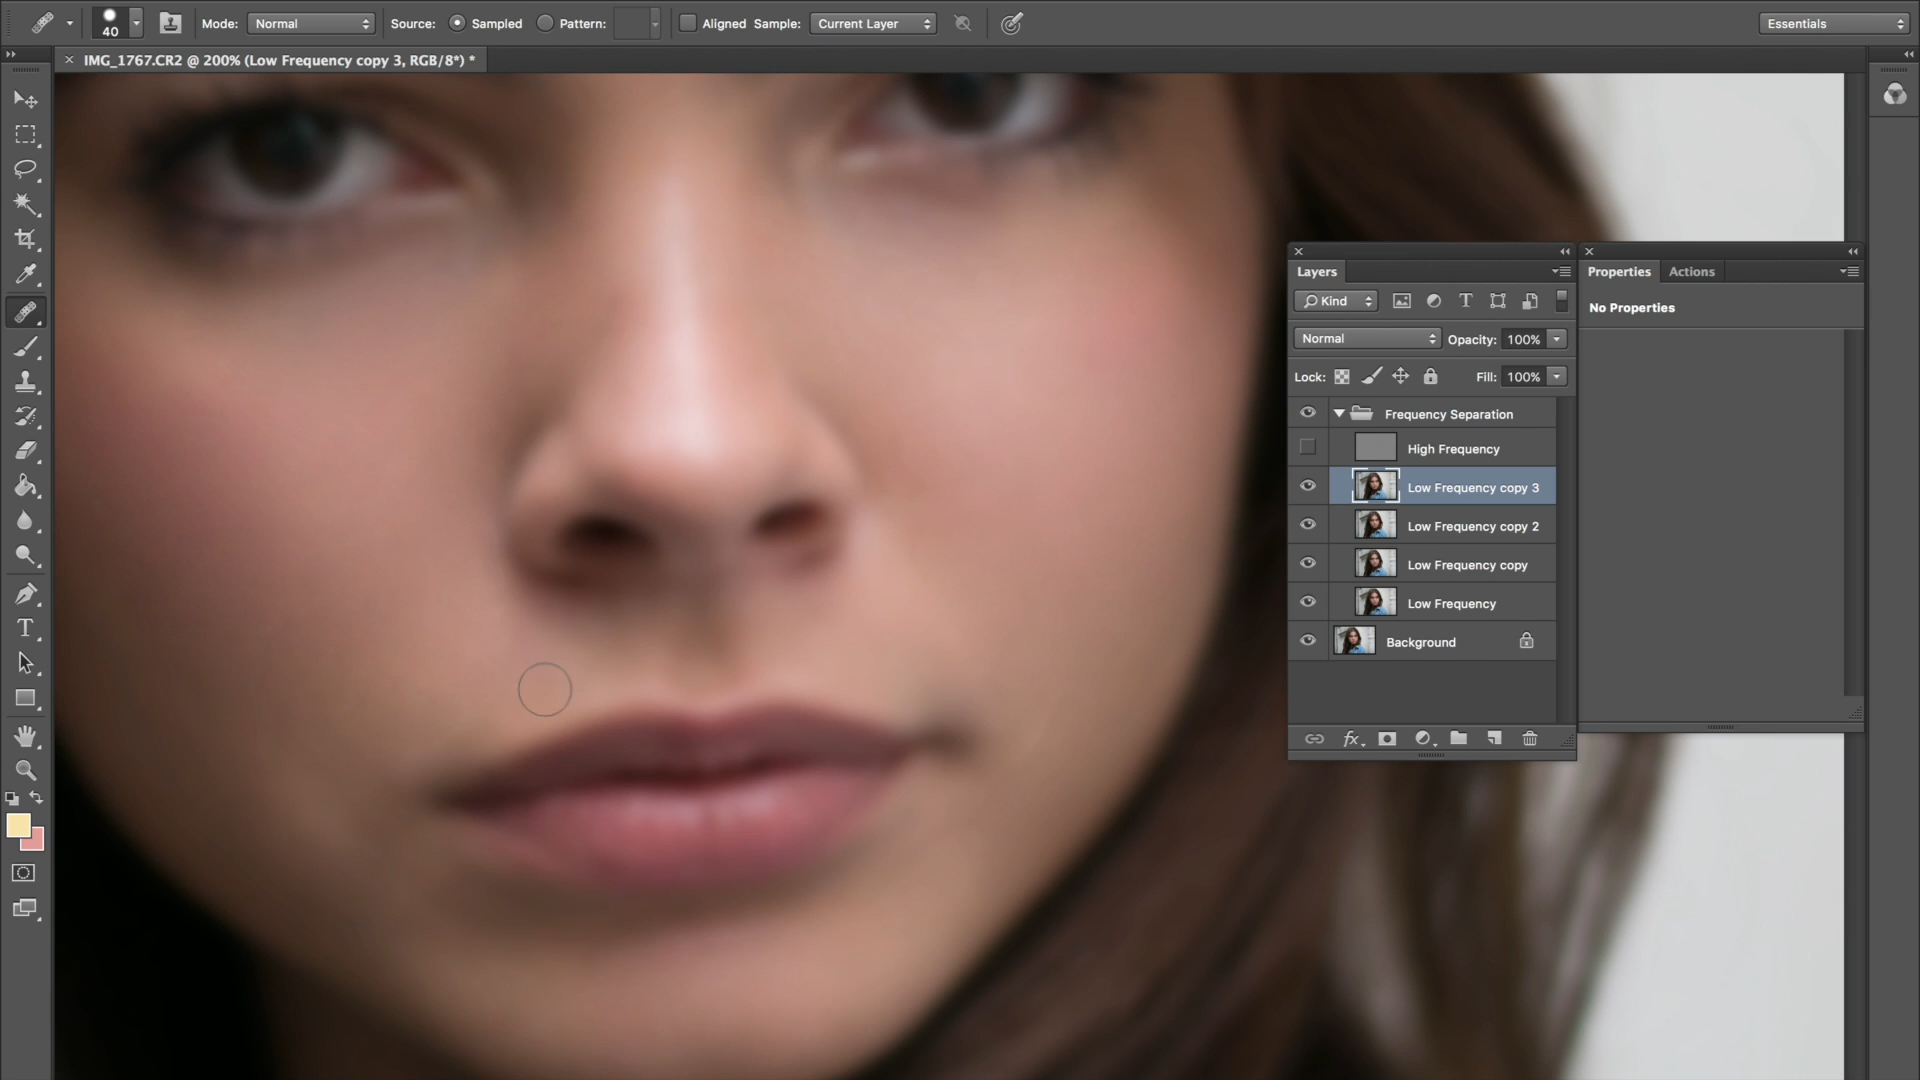 40
Mode: Normal
Source: Sampled Pattern: Aligned Sample: Current Layer
Essentials
IMG_1767.CR2 @ 200% (Low Frequency copy 3, RGB/8*) *
Layers
Kind
Normal Opacity: 100%
Lock: Fill: 100%
Frequency Separation
High Frequency
Low Frequency copy 3
Low Frequency copy 2
Low Frequency copy
Low Frequency
Background
fx
Properties Actions
No Properties